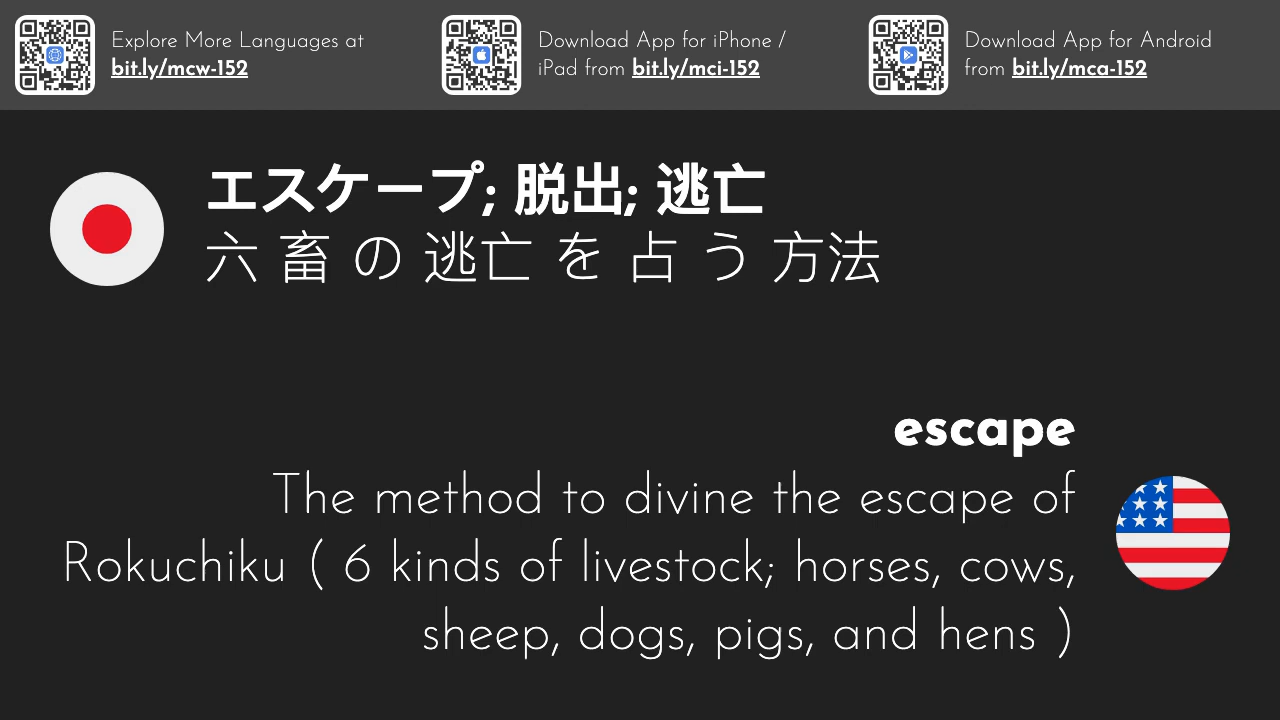 Explore More Languages at
bit.ly/mcw-152
Download App for iPhone /
iPad from bit.ly/mci-152
Download App for Android
from bit.ly/mca-152
エスケープ; 脱出; 逃亡
六 畜 の 逃亡 を 占 う 方法
escape
The method to divine the escape of
Rokuchiku ( 6 kinds of livestock; horses, cows,
sheep, dogs, pigs, and hens )